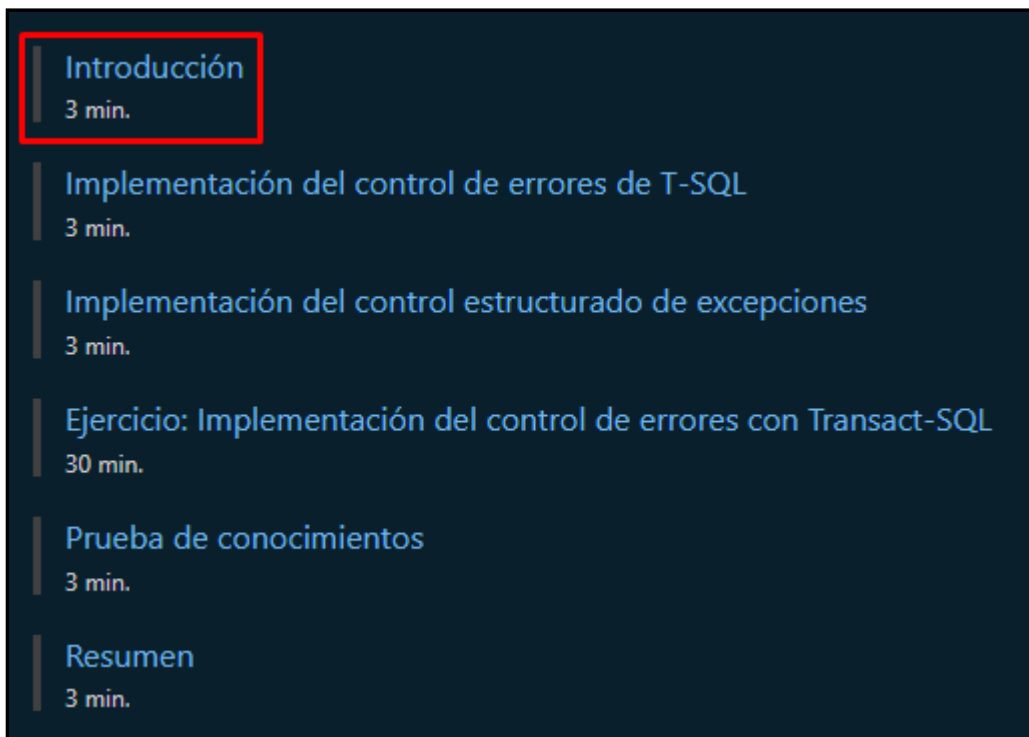 Introducción
3 min.
Implementación del control de errores de T-SQL
3 min.
Implementación del control estructurado de excepciones
3 min.
Ejercicio: Implementación del control de errores con Transact-SQL
30 min.
Prueba de conocimientos
3 min.
Resumen
3 min.